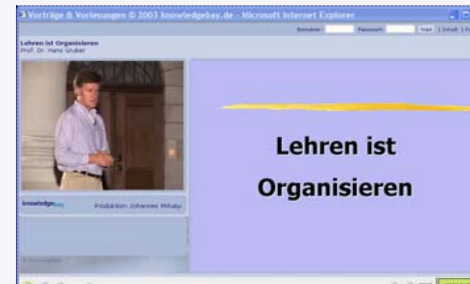 Vorträge & Vorlesungen © 2003 knowledgebay.de - Microsoft Internet Explorer
Benutzer: Passwort:
Lehren ist Organisieren
Prof. Dr. Hans Gruber
Lehren ist
Organisieren
knowledgebay
Produktion: Johannes Mihalyi